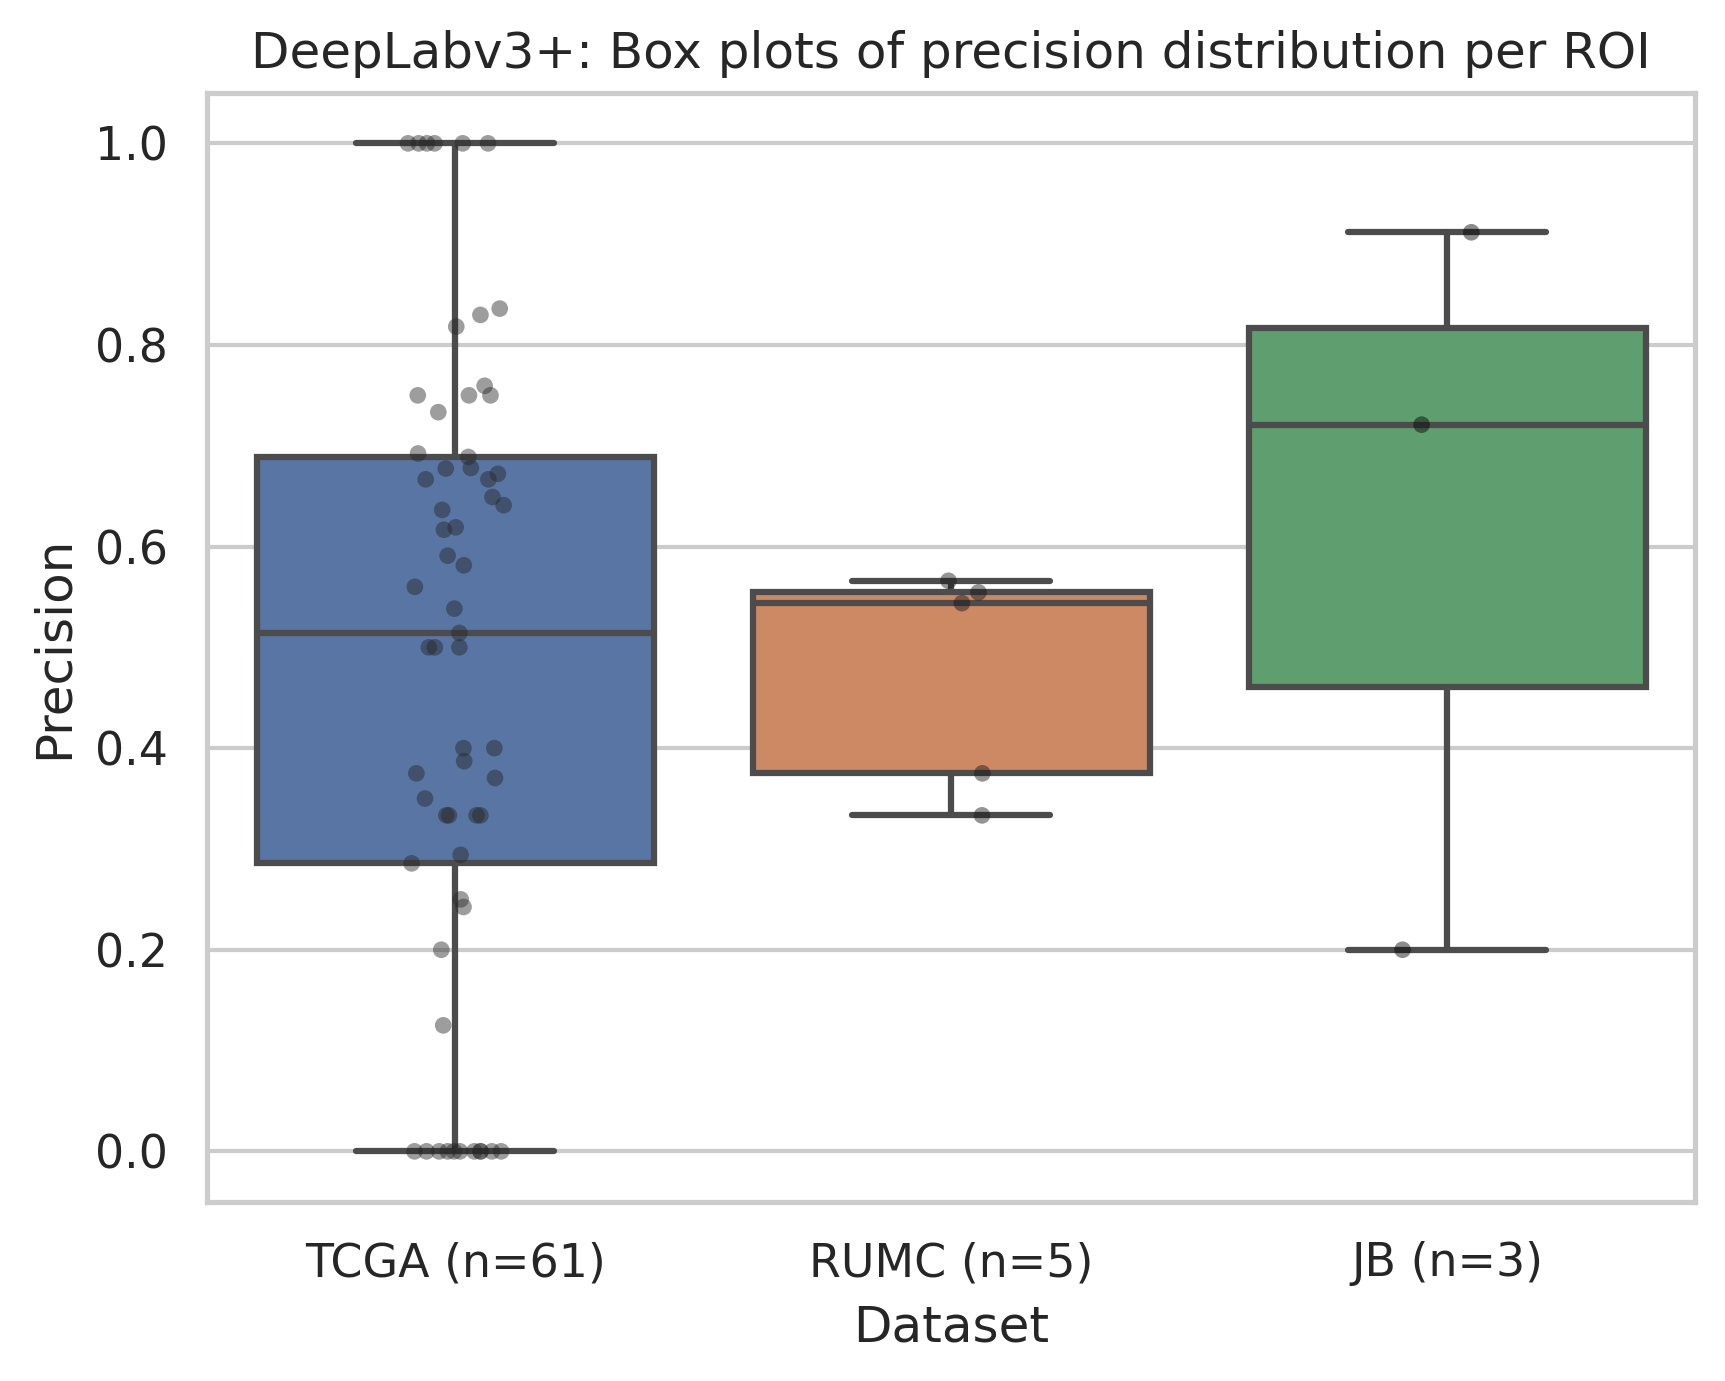 DeepLabv3+: Box plots of precision distribution per ROI
1.0
0.8
0.6
0.4
0.2
0.0
Precision
TCGA (n=61)
RUMC (n=5)
JB (n=3)
Dataset